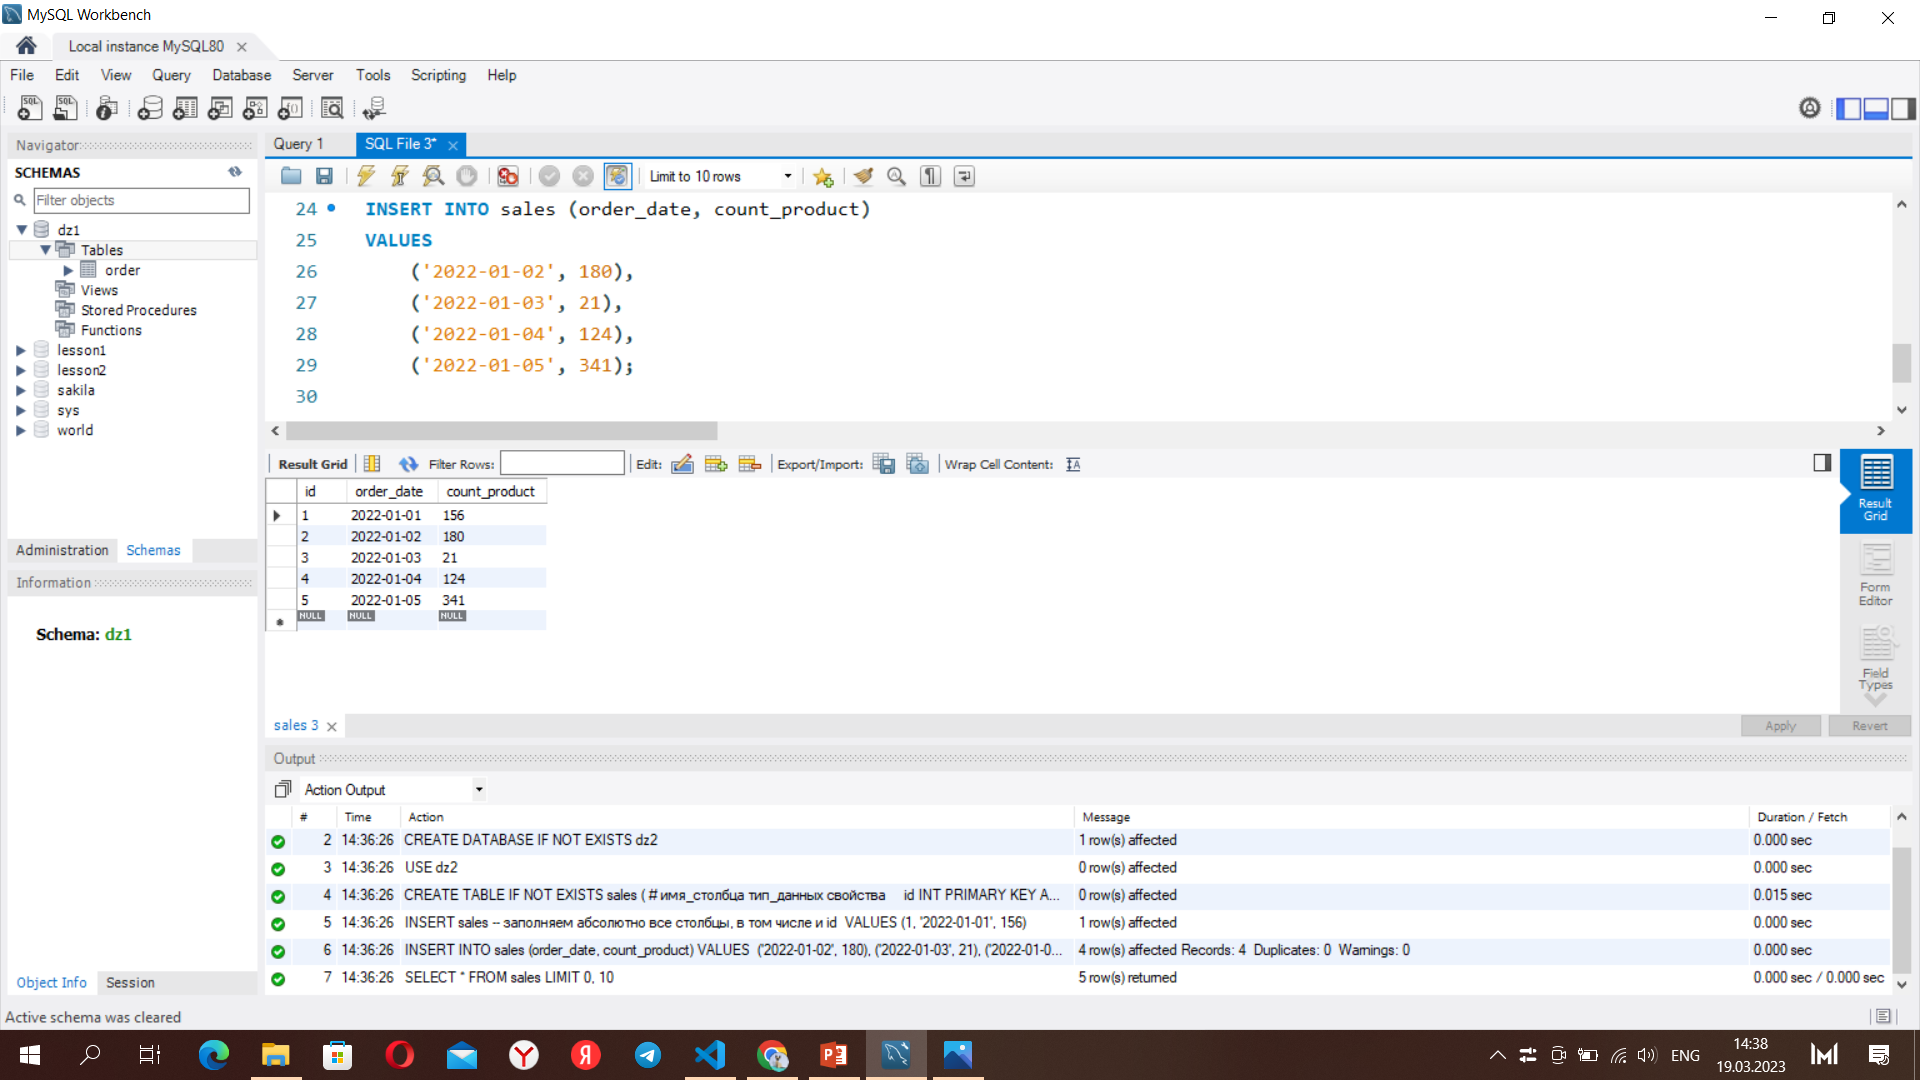 MySQL Workbench
Local instance MySQL80
File Edit View Query Database Server Tools Scripting Help
Navigator
SCHEMAS
Filter objects
dz1
Tables
order
Views
Stored Procedures
Functions
lesson1
lesson2
sakila
sys
world
Administration Schemas
Information
Schema: dz1
Object Info Session
Query 1 SQL File 3*
Limit to 10 rows
24 INSERT INTO sales (order_date, count_product)
25 VALUES
26 ('2022-01-02', 180),
27 ('2022-01-03', 21),
28 ('2022-01-04', 124),
29 ('2022-01-05', 341);
30
Result Grid Filter Rows: Edit: Export/Import: Wrap Cell Content:
id order_date count_product
1 2022-01-01 156
2 2022-01-02 180
3 2022-01-03 21
4 2022-01-04 124
5 2022-01-05 341
NULL NULL NULL
Result Grid
Form Editor
Field Types
sales 3
Apply Revert
Output
Action Output
# Time Action Message Duration / Fetch
2 14:36:26 CREATE DATABASE IF NOT EXISTS dz2 1 row(s) affected 0.000 sec
3 14:36:26 USE dz2 0 row(s) affected 0.000 sec
4 14:36:26 CREATE TABLE IF NOT EXISTS sales ( # имя_столбца тип_данных свойства id INT PRIMARY KEY A... 0 row(s) affected 0.015 sec
5 14:36:26 INSERT sales -- заполняем абсолютно все столбцы, в том числе и id VALUES (1, '2022-01-01', 156) 1 row(s) affected 0.000 sec
6 14:36:26 INSERT INTO sales (order_date, count_product) VALUES ('2022-01-02', 180), ('2022-01-03', 21), ('2022-01-0... 4 row(s) affected Records: 4 Duplicates: 0 Warnings: 0 0.000 sec
7 14:36:26 SELECT * FROM sales LIMIT 0, 10 5 row(s) returned 0.000 sec / 0.000 sec
Active schema was cleared
ENG
14:38
19.03.2023